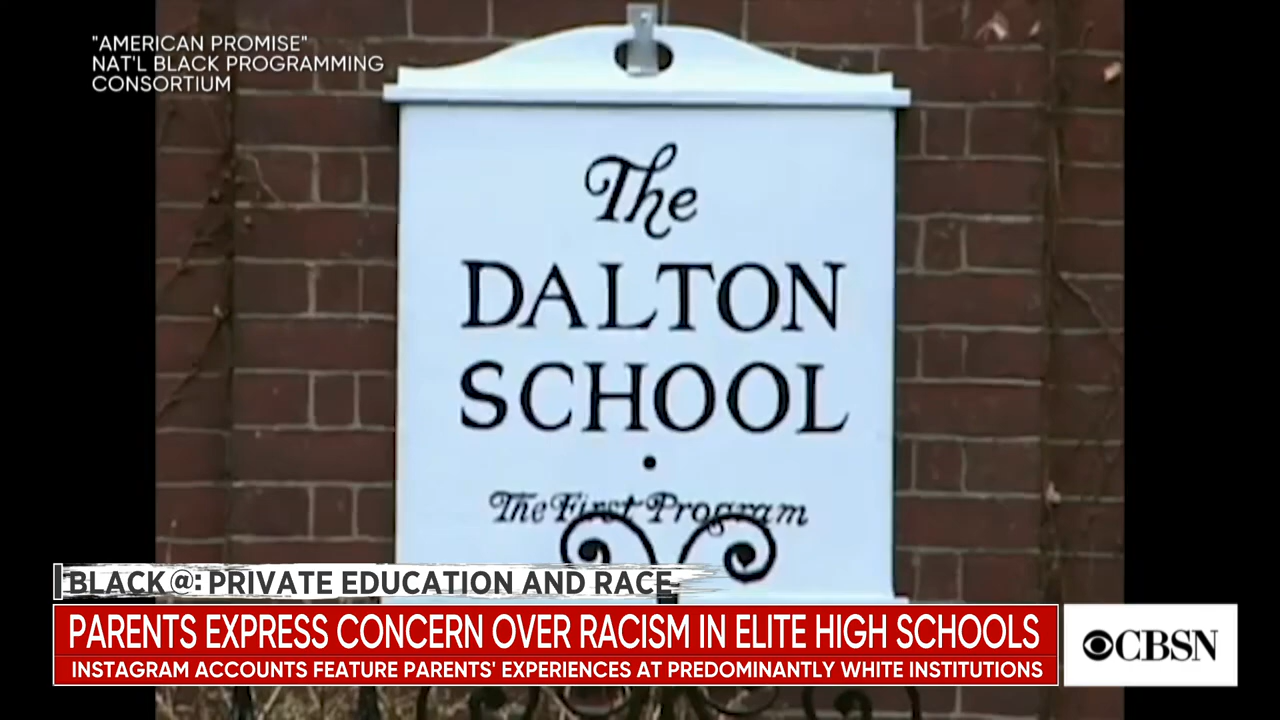 "AMERICAN PROMISE"
NAT'L BLACK PROGRAMMING
CONSORTIUM
The
DALTON
SCHOOL
The First Program
BLACK@: PRIVATE EDUCATION AND RACE
PARENTS EXPRESS CONCERN OVER RACISM IN ELITE HIGH SCHOOLS
INSTAGRAM ACCOUNTS FEATURE PARENTS' EXPERIENCES AT PREDOMINANTLY WHITE INSTITUTIONS
CBSN